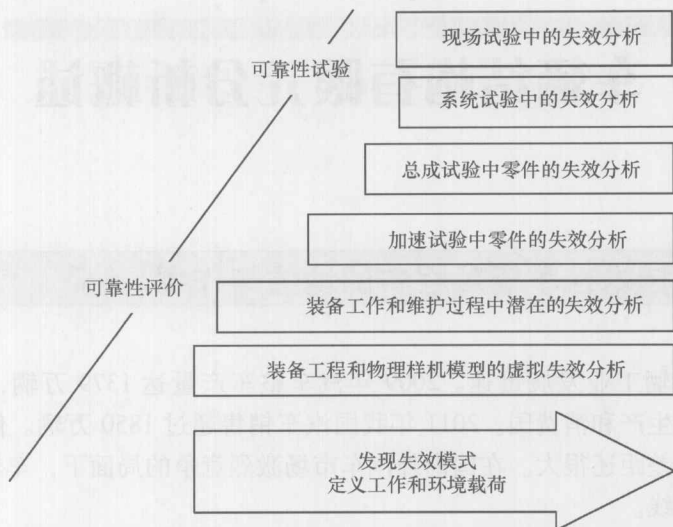 现场试验中的失效分析
可靠性试验
系统试验中的失效分析
总成试验中零件的失效分析
加速试验中零件的失效分析
可靠性评价
装备工作和维护过程中潜在的失效分析
装备工程和物理样机模型的虚拟失效分析
发现失效模式
定义工作和环境载荷